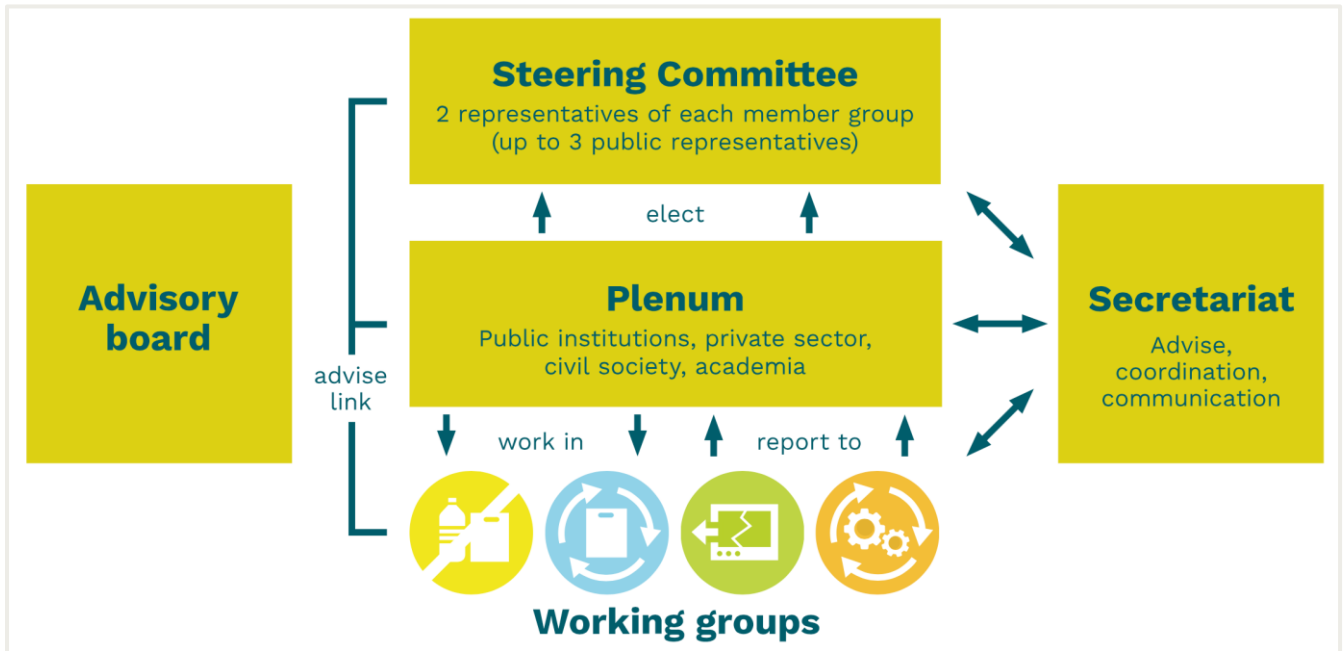 Steering Committee
2 representatives of each member group
(up to 3 public representatives)
elect
Advisory
board
advise
link
Plenum
Public institutions, private sector,
civil society, academia
Secretariat
Advise,
coordination,
communication
work in
report to
Working groups